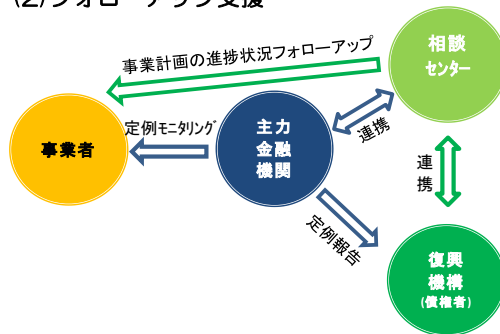 (2)フォローアップ支援
事業計画の進捗状況フォローアップ
相談
センター
定例モニタリング
事業者
主力
金融
機関
連携
連
携
定例報告
復興
機構
(債権者)